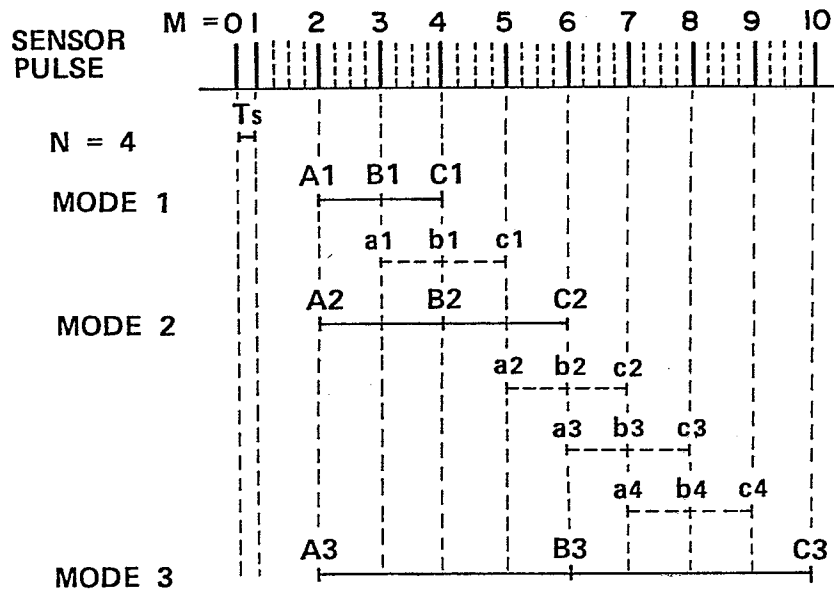 M = 0 1 2 3 4 5 6 7 8 9 10
SENSOR
PULSE
Ts
N = 4
A1 B1 C1
MODE 1
a1 b1 c1
A2 B2 C2
MODE 2
a2 b2 c2
a3 b3 c3
a4 b4 c4
A3 B3 C3
MODE 3